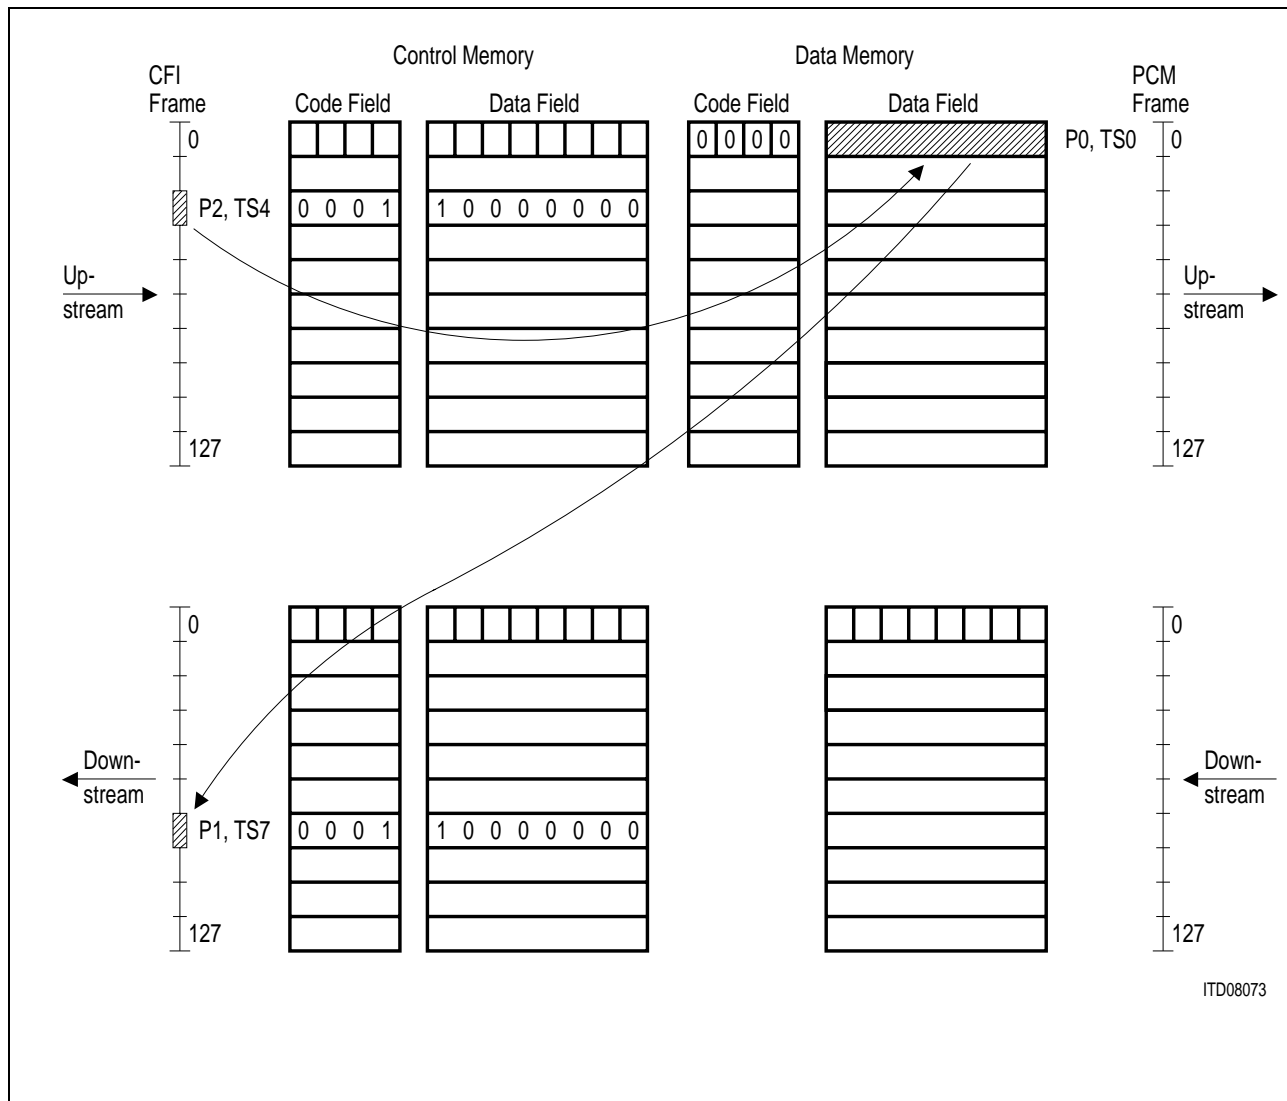 Control Memory Data Memory
CFI PCM
Frame Code Field Data Field Code Field Data Field Frame
0 0 0 0 0 P0, TS0 0
P2, TS4 0 0 0 1 1 0 0 0 0 0 0 0
Up- Up-
stream stream
127 127
0 0
Down- Down-
stream stream
P1, TS7 0 0 0 1 1 0 0 0 0 0 0 0
127 127
ITD08073